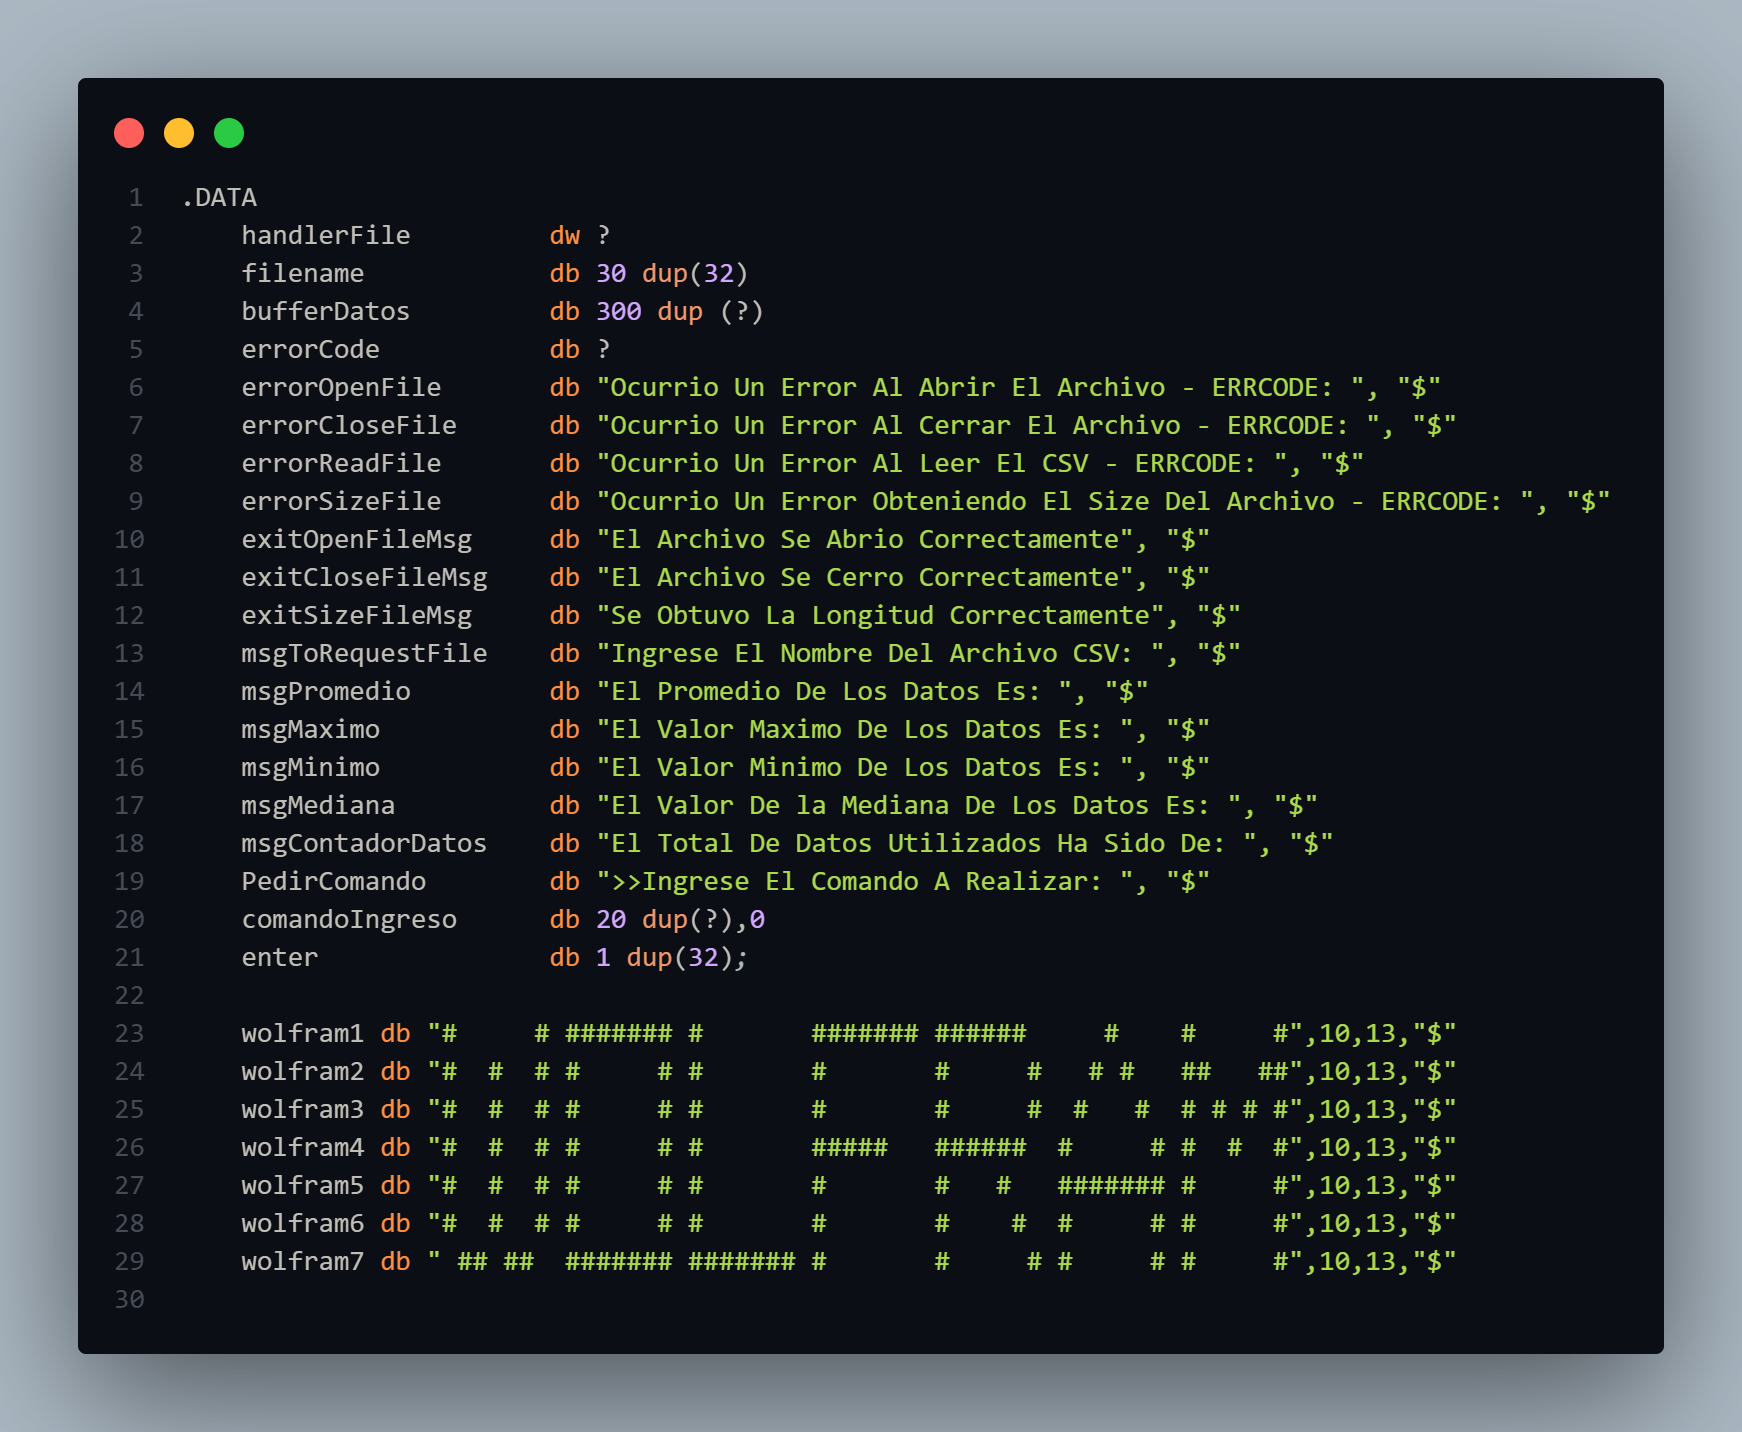 1 .DATA
2     handlerFile         dw ?
3     filename            db 30 dup(32)
4     bufferDatos         db 300 dup (?)
5     errorCode           db ?
6     errorOpenFile       db "Ocurrio Un Error Al Abrir El Archivo - ERRCODE: ", "$"
7     errorCloseFile      db "Ocurrio Un Error Al Cerrar El Archivo - ERRCODE: ", "$"
8     errorReadFile       db "Ocurrio Un Error Al Leer El CSV - ERRCODE: ", "$"
9     errorSizeFile       db "Ocurrio Un Error Obteniendo El Size Del Archivo - ERRCODE: ", "$"
10     exitOpenFileMsg     db "El Archivo Se Abrio Correctamente", "$"
11     exitCloseFileMsg    db "El Archivo Se Cerro Correctamente", "$"
12     exitSizeFileMsg     db "Se Obtuvo La Longitud Correctamente", "$"
13     msgToRequestFile    db "Ingrese El Nombre Del Archivo CSV: ", "$"
14     msgPromedio         db "El Promedio De Los Datos Es: ", "$"
15     msgMaximo           db "El Valor Maximo De Los Datos Es: ", "$"
16     msgMinimo           db "El Valor Minimo De Los Datos Es: ", "$"
17     msgMediana          db "El Valor De la Mediana De Los Datos Es: ", "$"
18     msgContadorDatos    db "El Total De Datos Utilizados Ha Sido De: ", "$"
19     PedirComando        db ">>Ingrese El Comando A Realizar: ", "$"
20     comandoIngreso      db 20 dup(?),0
21     enter               db 1 dup(32);
22
23     wolfram1 db "#     # ####### #       ####### ######     #    #     #",10,13,"$"
24     wolfram2 db "#  #  # #     # #       #       #     #   # #   ##   ##",10,13,"$"
25     wolfram3 db "#  #  # #     # #       #       #     #  #   #  # # # #",10,13,"$"
26     wolfram4 db "#  #  # #     # #       #####   ######  #     # #  #  #",10,13,"$"
27     wolfram5 db "#  #  # #     # #       #       #   #   ####### #     #",10,13,"$"
28     wolfram6 db "#  #  # #     # #       #       #    #  #     # #     #",10,13,"$"
29     wolfram7 db " ## ##  ####### ####### #       #     # #     # #     #",10,13,"$"
30